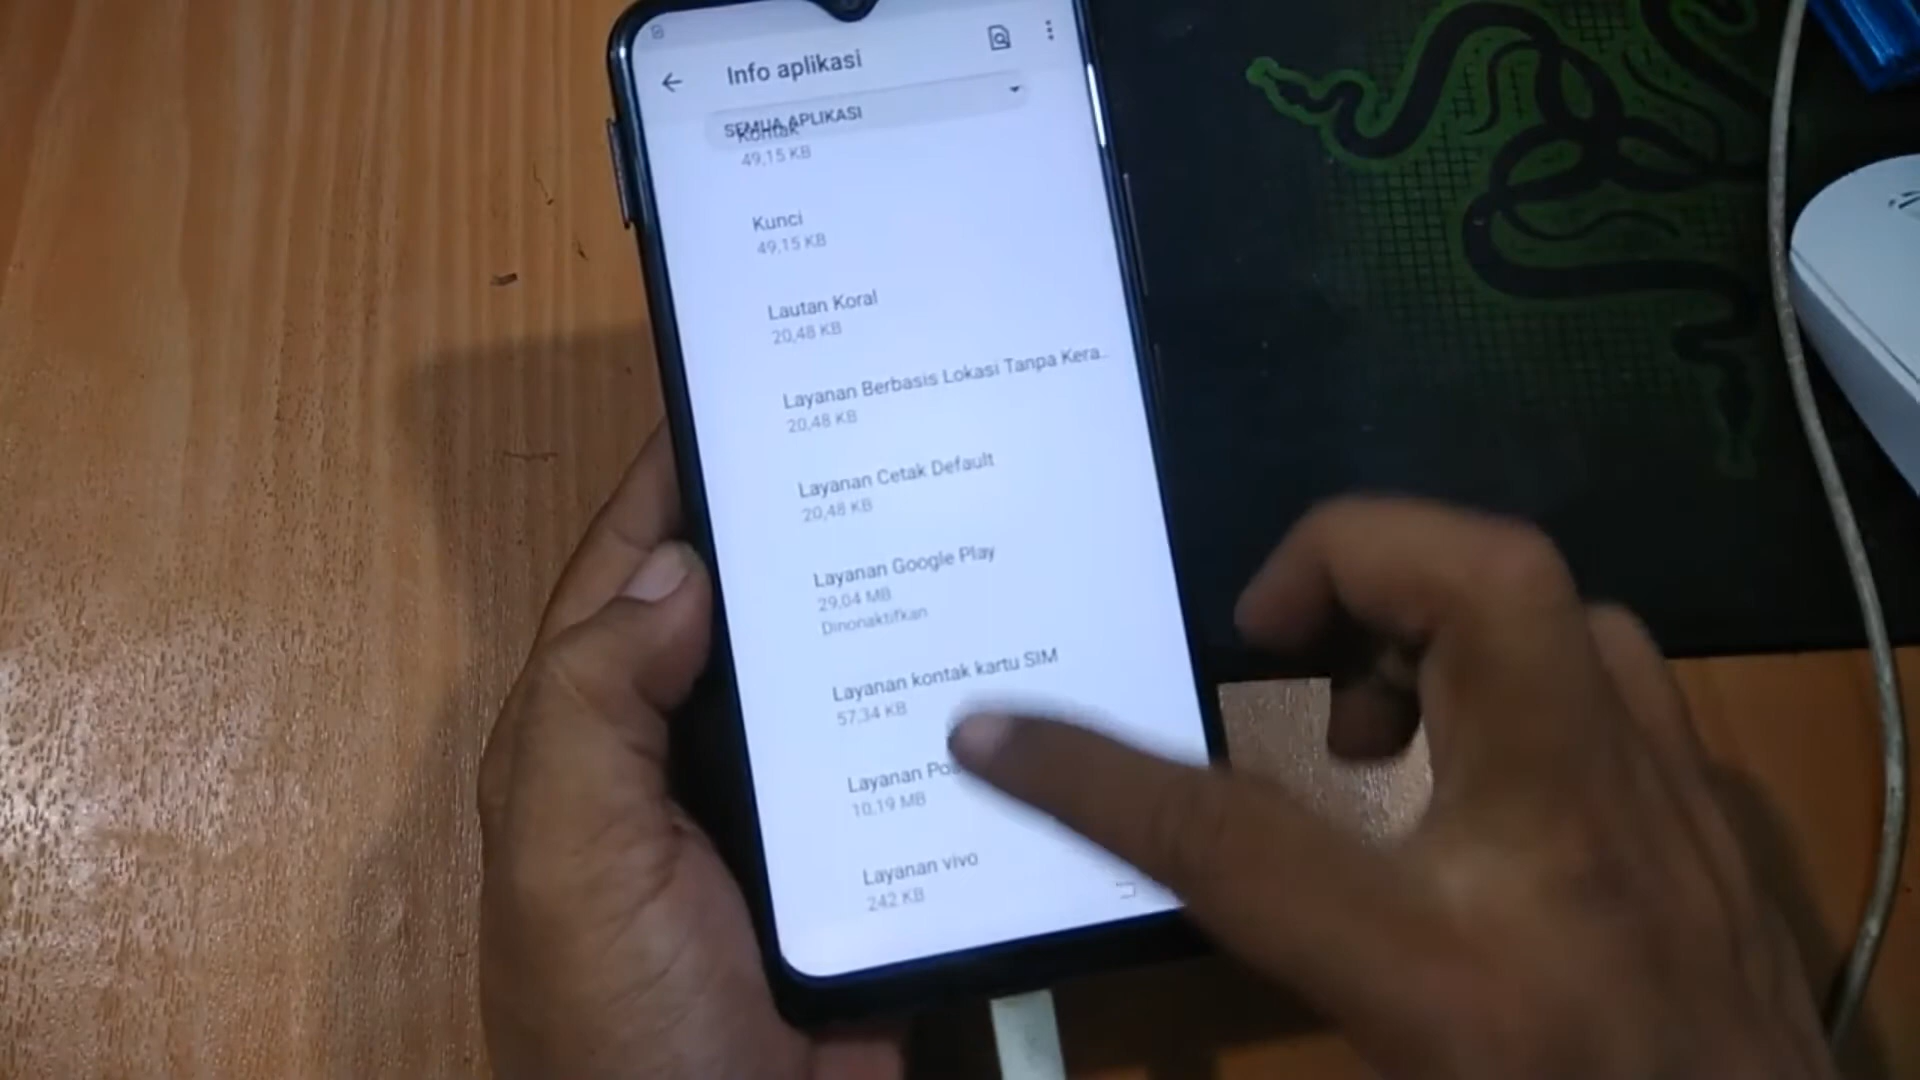 Info aplikasi
SEMUA APLIKASI
Kontak
49,15 KB
Kunci
49,15 KB
Lautan Koral
20,48 KB
Layanan Berbasis Lokasi Tanpa Kera...
20,48 KB
Layanan Cetak Default
20,48 KB
Layanan Google Play
29,04 MB
Dinonaktifkan
Layanan kontak kartu SIM
57,34 KB
Layanan
10,19 MB
Layanan vivo
242 KB